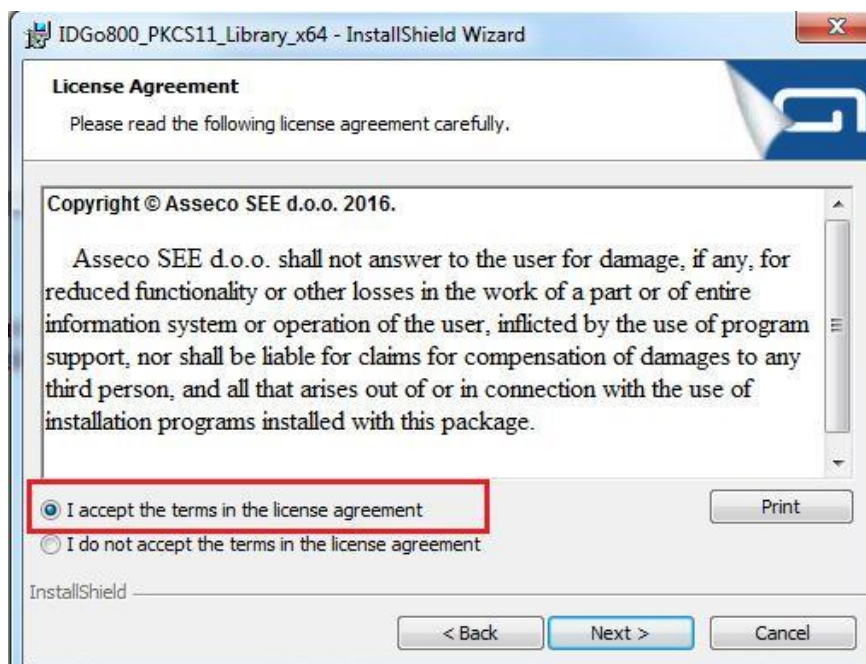 IDGo800_PKCS11_Library_x64 - InstallShield Wizard
License Agreement
Please read the following license agreement carefully.
Copyright © Asseco SEE d.o.o. 2016.
Asseco SEE d.o.o. shall not answer to the user for damage, if any, for
reduced functionality or other losses in the work of a part or of entire
information system or operation of the user, inflicted by the use of program
support, nor shall be liable for claims for compensation of damages to any
third person, and all that arises out of or in connection with the use of
installation programs installed with this package.
I accept the terms in the license agreement
Print
I do not accept the terms in the license agreement
InstallShield
< Back
Next >
Cancel